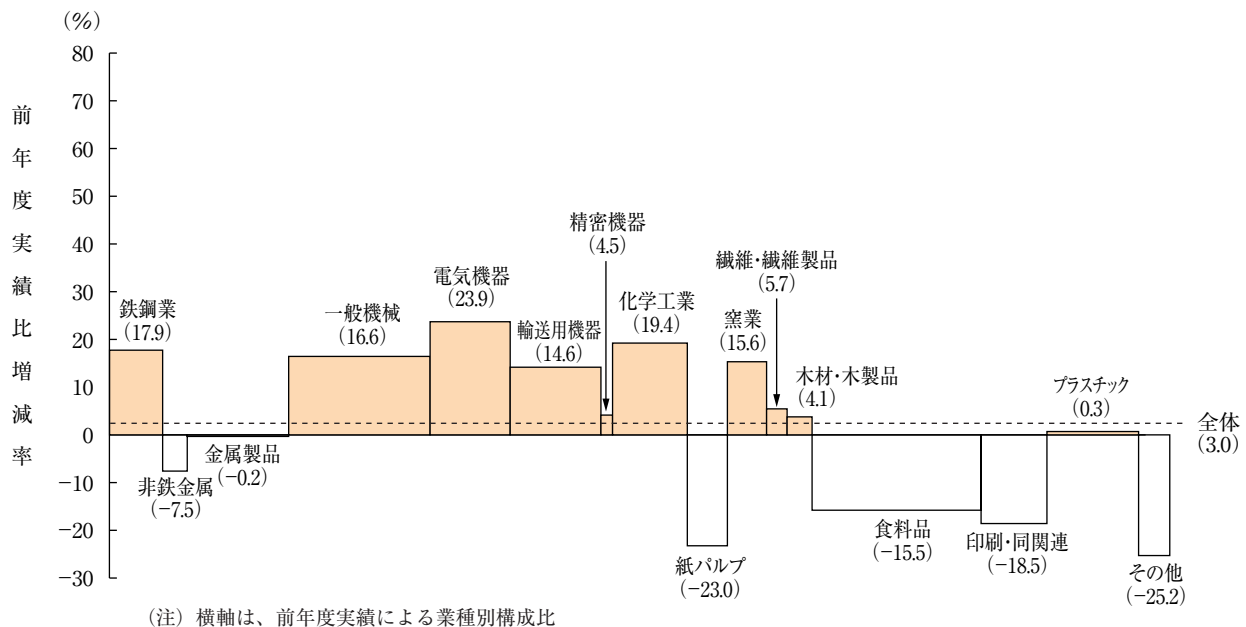 (%)
80
70
60
50
40
30
20
10
0
−10
−20
−30
前年度実績比増減率
鉄鋼業
(17.9)
非鉄金属
(−7.5)
金属製品
(−0.2)
一般機械
(16.6)
電気機器
(23.9)
輸送用機器
(14.6)
精密機器
(4.5)
化学工業
(19.4)
紙パルプ
(−23.0)
窯業
(15.6)
繊維・繊維製品
(5.7)
木材・木製品
(4.1)
食料品
(−15.5)
印刷・同関連
(−18.5)
プラスチック
(0.3)
その他
(−25.2)
全体
(3.0)
(注) 横軸は、前年度実績による業種別構成比